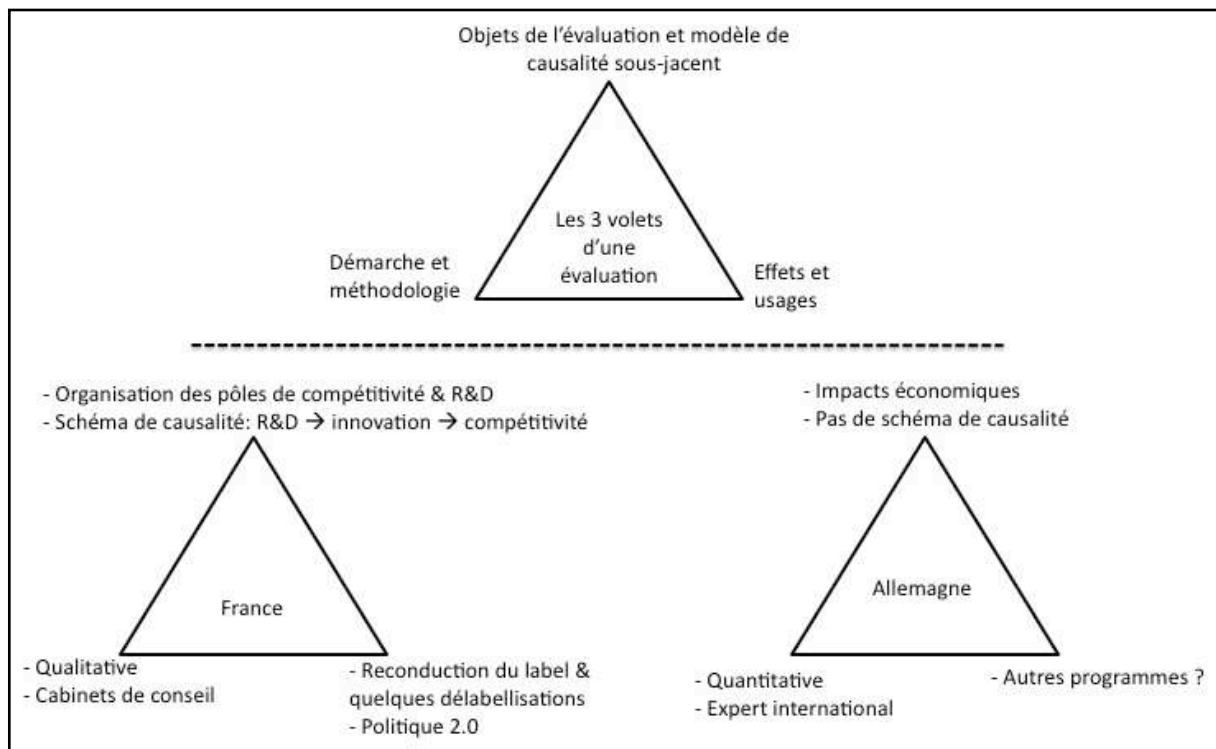 Objets de l'évaluation et modèle de
causalité sous-jacent
Les 3 volets
d'une
évaluation
Démarche et
méthodologie
Effets et
usages
- Organisation des pôles de compétitivité & R&D
- Schéma de causalité: R&D → innovation → compétitivité
France
- Qualitative
- Cabinets de conseil
- Reconduction du label &
quelques délabellisations
- Politique 2.0
- Impacts économiques
- Pas de schéma de causalité
Allemagne
- Quantitative
- Expert international
- Autres programmes ?